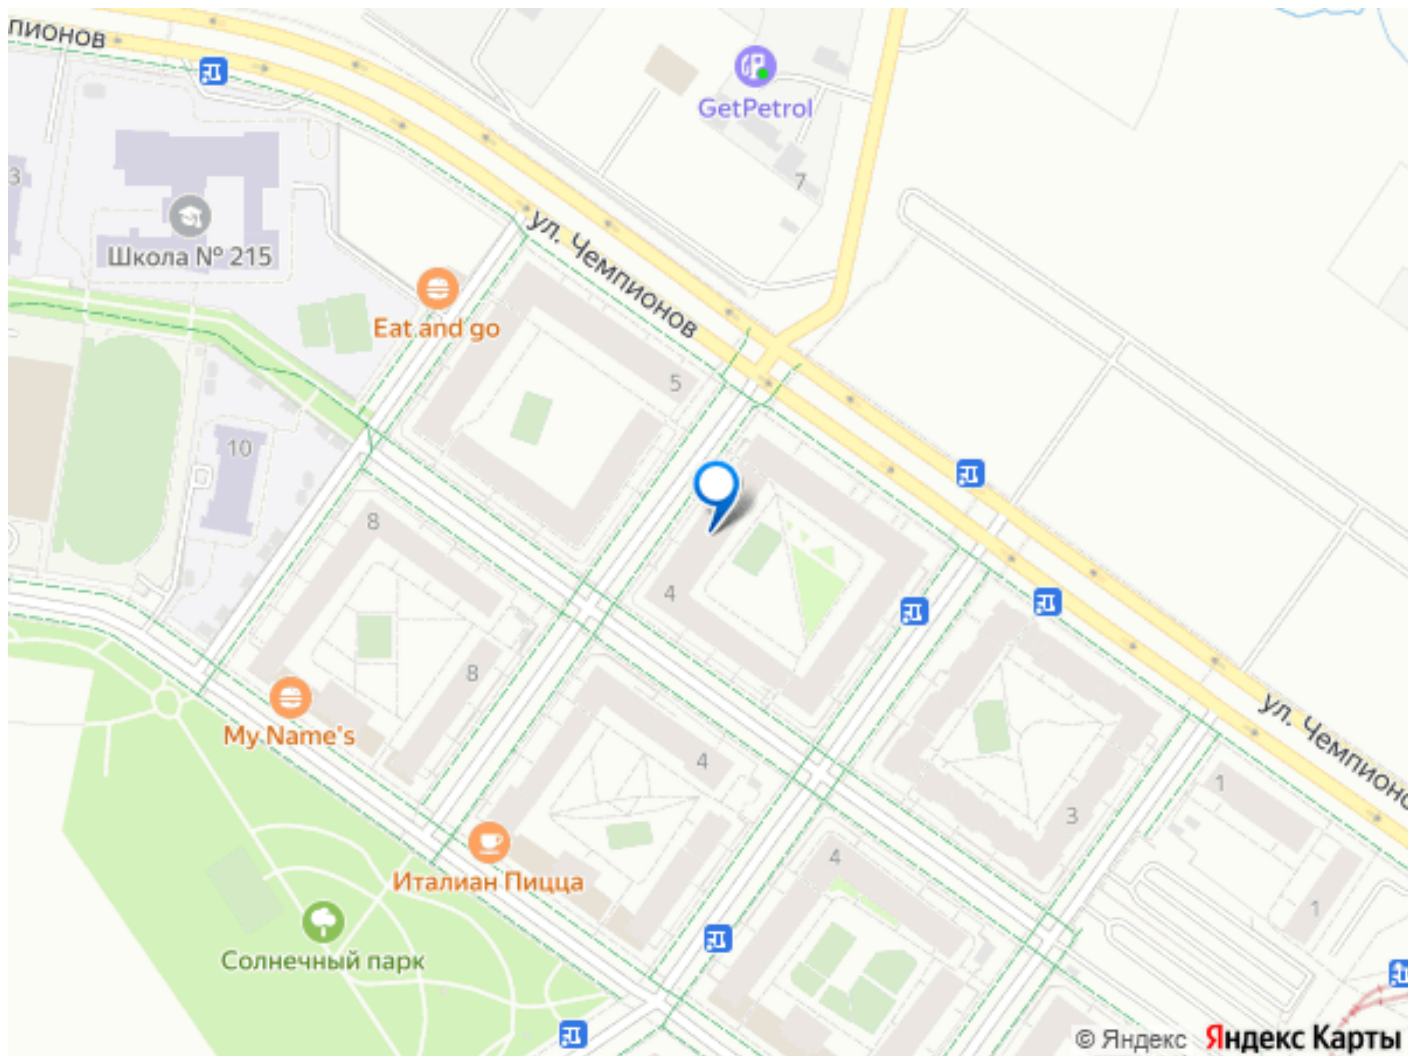 пионов
GetPetrol
3
7
Школа № 215
ул. Чемпионов
Eat and go
5
10
8
4
8
My Name's
ул. Чемпионо
4
1
3
Италиан Пицца
4
1
Солнечный парк
© Яндекс Яндекс Карты